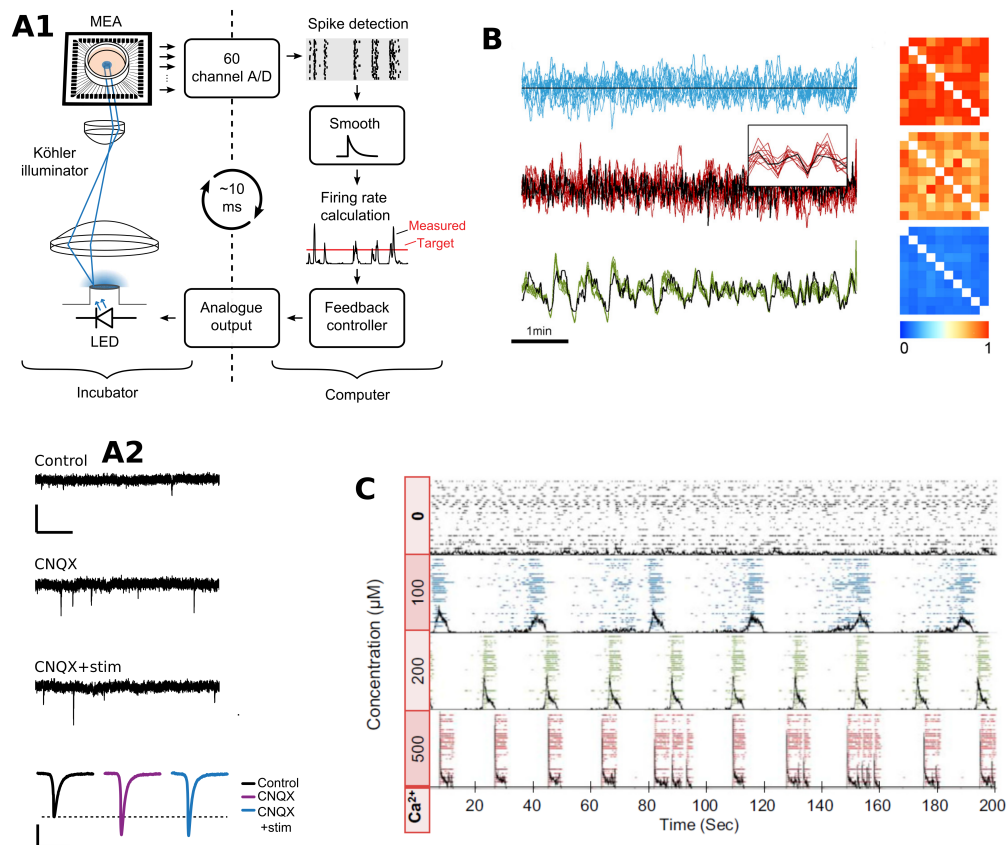 A1
MEA
60
channel A/D
Spike detection
Köhler
illuminator
~10
ms
Smooth
Firing rate
calculation
Measured
Target
LED
Analogue
output
Feedback
controller
Incubator
Computer
B
1min
0
1
A2
Control
CNQX
CNQX+stim
Control
CNQX
CNQX
+stim
C
Concentration (µM)
0
100
200
500
Ca²⁺
20
40
60
80
100
120
140
160
180
200
Time (Sec)